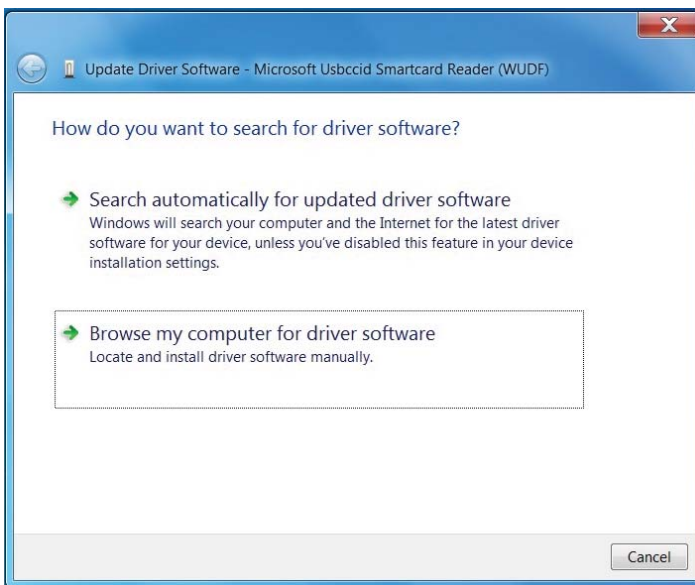 Update Driver Software - Microsoft Usbccid Smartcard Reader (WUDF)
How do you want to search for driver software?
Search automatically for updated driver software
Windows will search your computer and the Internet for the latest driver
software for your device, unless you've disabled this feature in your device
installation settings.
Browse my computer for driver software
Locate and install driver software manually.
Cancel